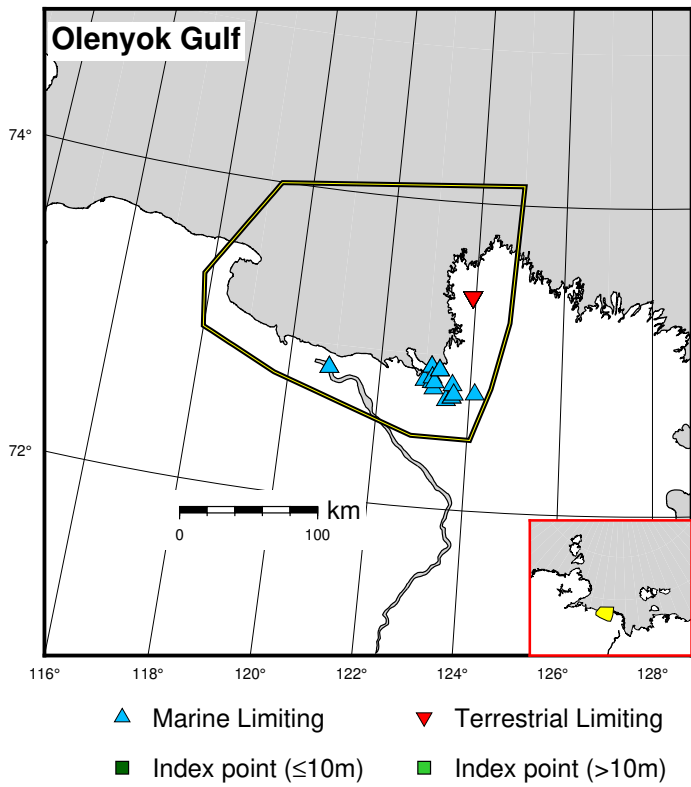 Olenyok Gulf
74°
72°
km
0 100
116° 118° 120° 122° 124° 126° 128°
Marine Limiting Terrestrial Limiting
Index point (≤10m) Index point (>10m)